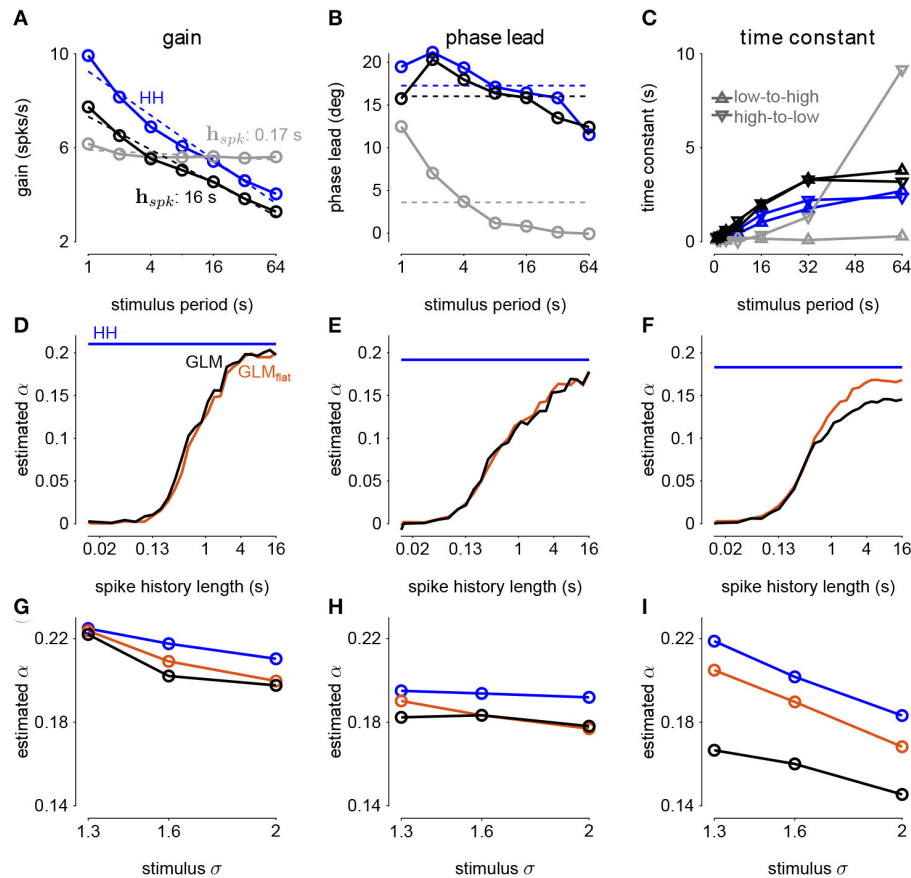 A
gain
gain (spks/s)
10
6
2
HH
h_spk: 0.17 s
h_spk: 16 s
1 4 16 64
stimulus period (s)
B
phase lead
phase lead (deg)
20
15
10
5
0
1 4 16 64
stimulus period (s)
C
time constant
time constant (s)
10
5
0
low-to-high
high-to-low
0 16 32 48 64
stimulus period (s)
D
estimated α
0.2
0.15
0.1
0.05
0
HH
GLM
GLM_flat
0.02 0.13 1 4 16
spike history length (s)
E
estimated α
0.2
0.15
0.1
0.05
0
0.02 0.13 1 4 16
spike history length (s)
F
estimated α
0.2
0.15
0.1
0.05
0
0.02 0.13 1 4 16
spike history length (s)
G
estimated α
0.22
0.18
0.14
1.3 1.6 2
stimulus σ
H
estimated α
0.22
0.18
0.14
1.3 1.6 2
stimulus σ
I
estimated α
0.22
0.18
0.14
1.3 1.6 2
stimulus σ